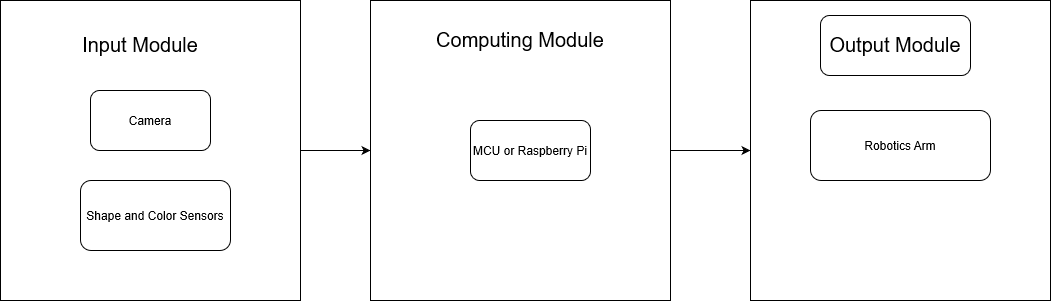 Input Module
Camera
Shape and Color Sensors
Computing Module
MCU or Raspberry Pi
Output Module
Robotics Arm